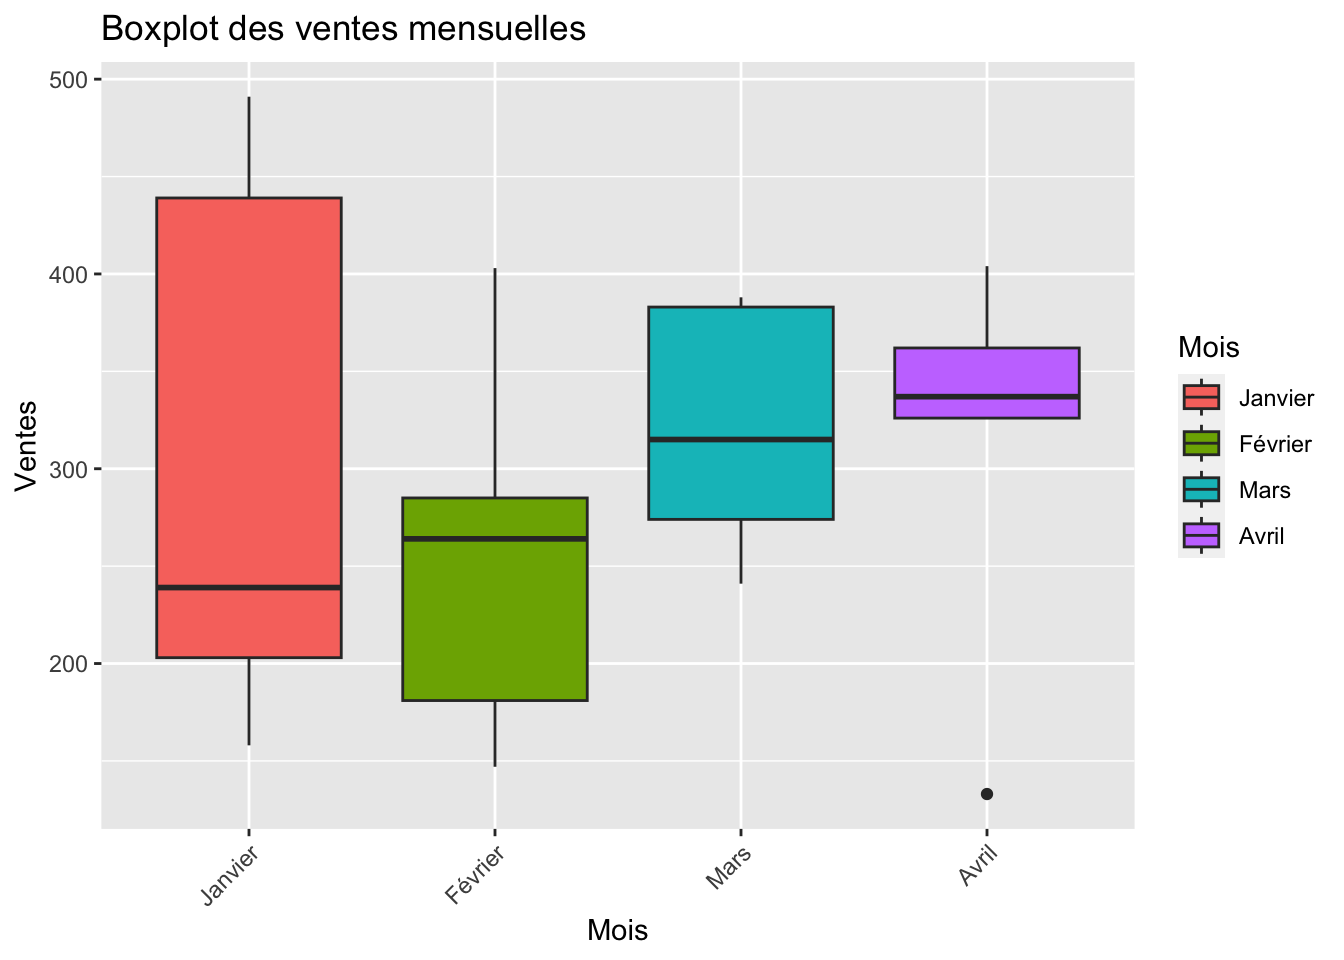 Boxplot des ventes mensuelles
500
400
300
200
Ventes
Janvier
Février
Mars
Avril
Mois
Mois
Janvier
Février
Mars
Avril